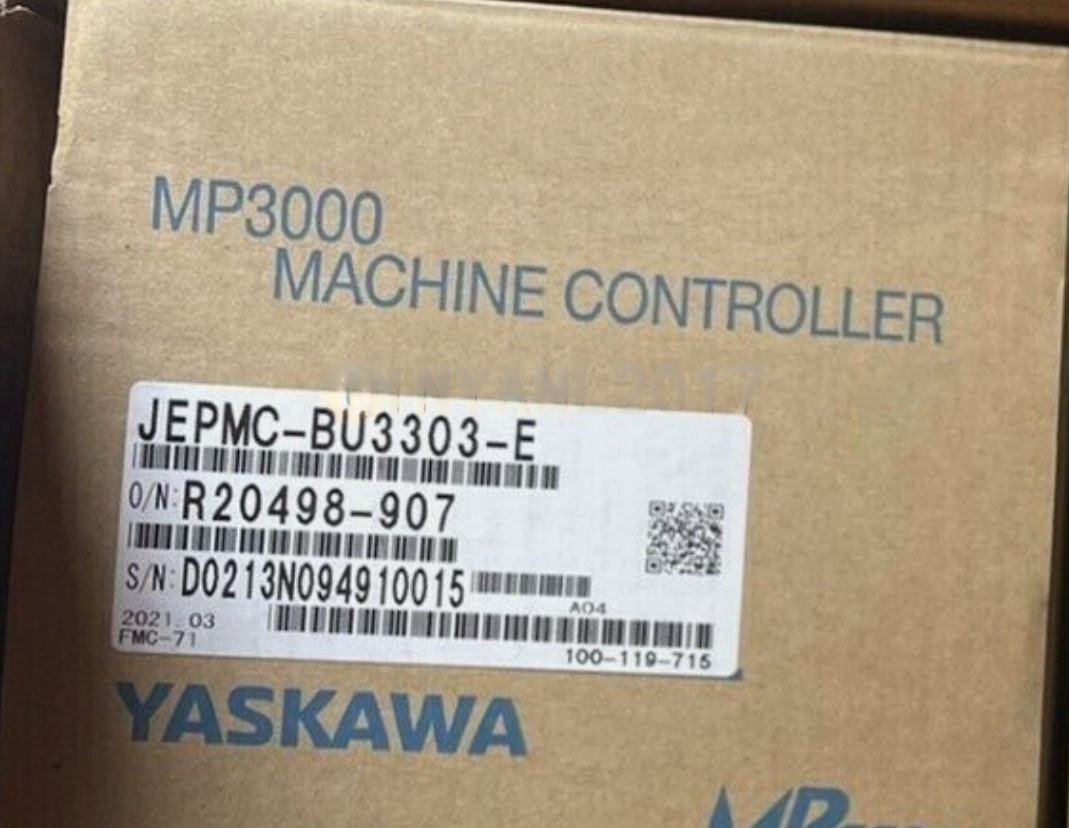 MP3000
MACHINE CONTROLLER
JEPMC-BU3303-E
O/N: R20498-907
S/N: D0213N094910015
A04
2021.03
FMC-71
100-119-715
YASKAWA